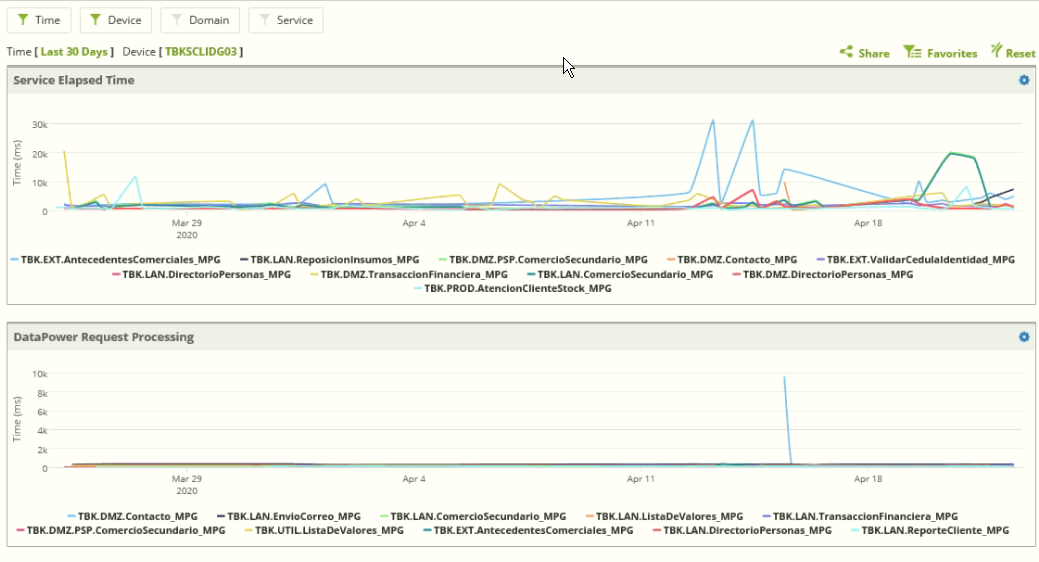 Time Device Domain Service
Time [ Last 30 Days ] Device [ TBKSCLIDG03 ] Share Favorites Reset
Service Elapsed Time
30k
20k
10k
0
Time (ms)
Mar 29 Apr 4 Apr 11 Apr 18
2020
TBK.EXT.AntecedentesComerciales_MPG TBK.LAN.ReposicionInsumos_MPG TBK.DMZ.PSP.ComercioSecundario_MPG TBK.DMZ.Contacto_MPG TBK.EXT.ValidarCedulaIdentidad_MPG
TBK.LAN.DirectorioPersonas_MPG TBK.DMZ.TransaccionFinanciera_MPG TBK.LAN.ComercioSecundario_MPG TBK.DMZ.DirectorioPersonas_MPG
TBK.PROD.AtencionClienteStock_MPG
DataPower Request Processing
10k
8k
6k
4k
2k
0
Time (ms)
Mar 29 Apr 4 Apr 11 Apr 18
2020
TBK.DMZ.Contacto_MPG TBK.LAN.EnvioCorreo_MPG TBK.LAN.ComercioSecundario_MPG TBK.LAN.ListaDeValores_MPG TBK.LAN.TransaccionFinanciera_MPG
TBK.DMZ.PSP.ComercioSecundario_MPG TBK.UTIL.ListaDeValores_MPG TBK.EXT.AntecedentesComerciales_MPG TBK.LAN.DirectorioPersonas_MPG TBK.LAN.ReporteCliente_MPG